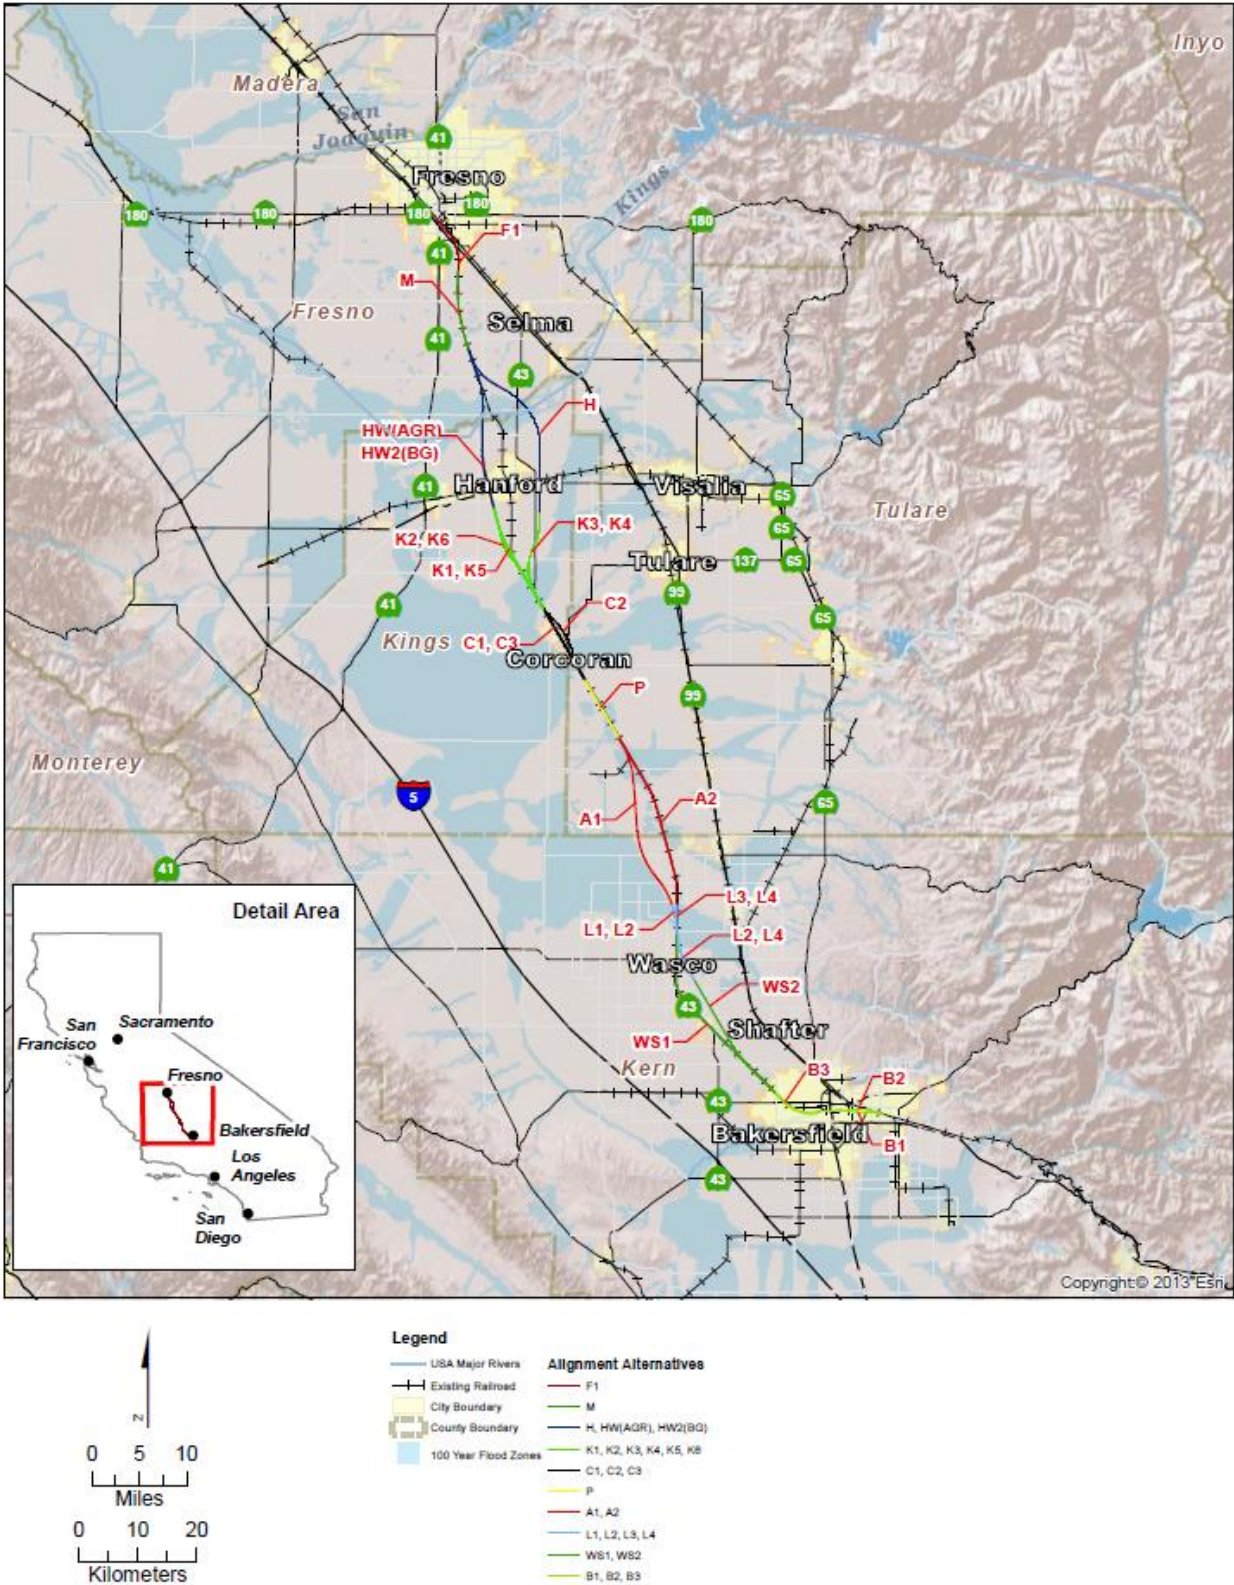 Inyo
Madera
San
Joaquin
41
Fresno
Kings
180
180
180
180
180
F1
41
M
Fresno
Selma
41
43
H
HW(AGR)
HW2(BG)
Hanford
Visalia
41
65
Tulare
K3, K4
65
K2, K6
Tulare
137
65
K1, K5
99
C2
41
65
Kings
C1, C3
Corcoran
P
99
Monterey
5
A2
65
A1
41
L3, L4
L1, L2
L2, L4
Wasco
WS2
43
Shafter
WS1
Kern
B3
B2
43
Bakersfield
B1
43
Detail Area
Sacramento
San
Francisco
Fresno
Bakersfield
Los
Angeles
San
Diego
Copyright:© 2013 Esri
N
0 5 10
Miles
0 10 20
Kilometers
Legend
USA Major Rivers
Existing Railroad
City Boundary
County Boundary
100 Year Flood Zones
Alignment Alternatives
F1
M
H, HW(AGR), HW2(BG)
K1, K2, K3, K4, K5, K6
C1, C2, C3
P
A1, A2
L1, L2, L3, L4
WS1, WS2
B1, B2, B3